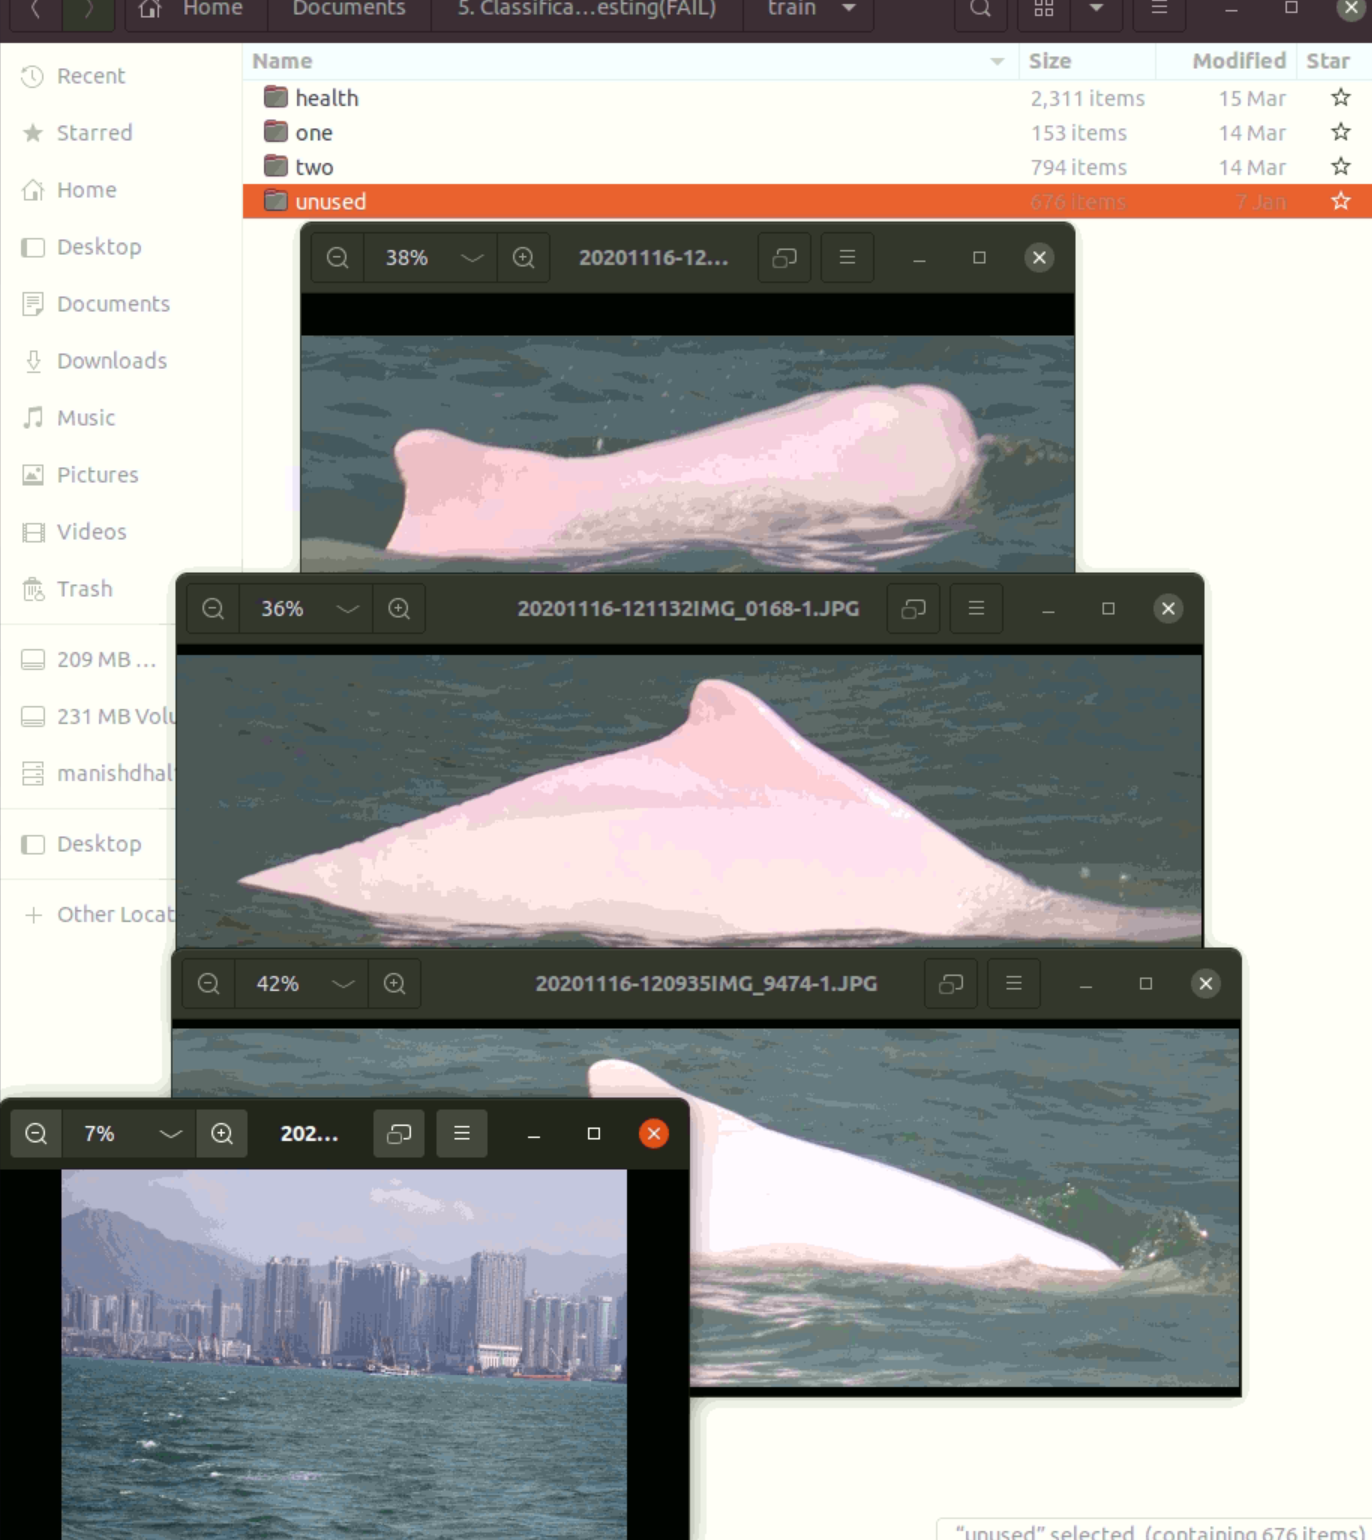 Home Documents 5. Classifica...esting(FAIL) train
Name Size Modified Star
Recent
health 2,311 items 15 Mar
Starred
one 153 items 14 Mar
two 794 items 14 Mar
Home
unused 676 items 7 Jan
Desktop
38% 20201116-12...
Documents
Downloads
Music
Pictures
Videos
Trash
36% 20201116-121132IMG_0168-1.JPG
209 MB ...
231 MB Volu
manishdhal
Desktop
Other Locat
42% 20201116-120935IMG_9474-1.JPG
7% 202...
"unused" selected (containing 676 items)